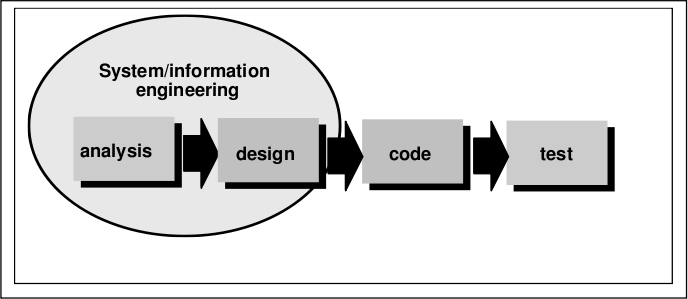 System/information
engineering
analysis
design
code
test